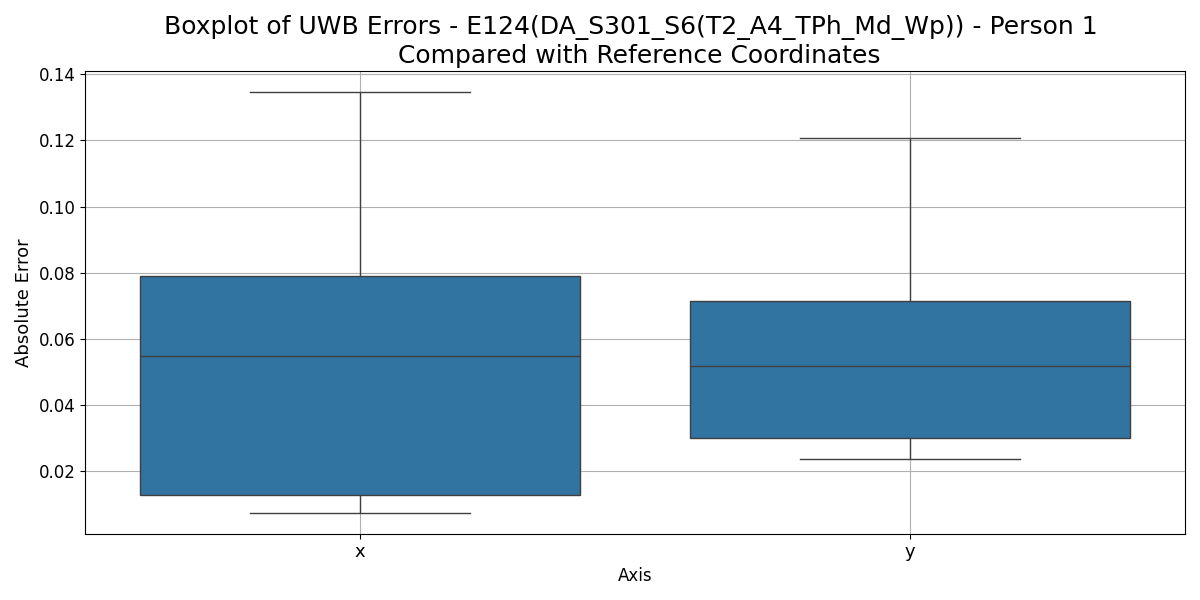 Boxplot of UWB Errors - E124(DA_S301_S6(T2_A4_TPh_Md_Wp)) - Person 1
Compared with Reference Coordinates
0.14
0.12
0.10
0.08
0.06
0.04
0.02
Absolute Error
x
y
Axis